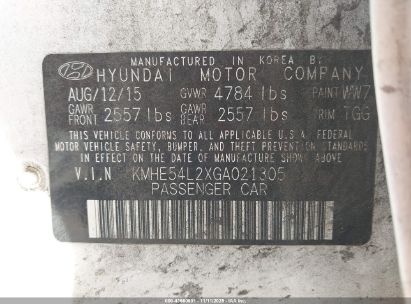 MANUFACTURED IN KOREA BY
HYUNDAI MOTOR COMPANY
AUG/12/15 GVWR 4784 lbs PAINT WW7
GAWR FRONT 2557 lbs GAWR REAR 2557 lbs TRIM TGG
THIS VEHICLE CONFORMS TO ALL APPLICABLE U.S.A. FEDERAL
MOTOR VEHICLE SAFETY, BUMPER, AND THEFT PREVENTION
STANDARDS IN EFFECT ON THE DATE OF MANUFACTURE SHOWN ABOVE.
V.I.N KMHE54L2XGA021305
PASSENGER CAR